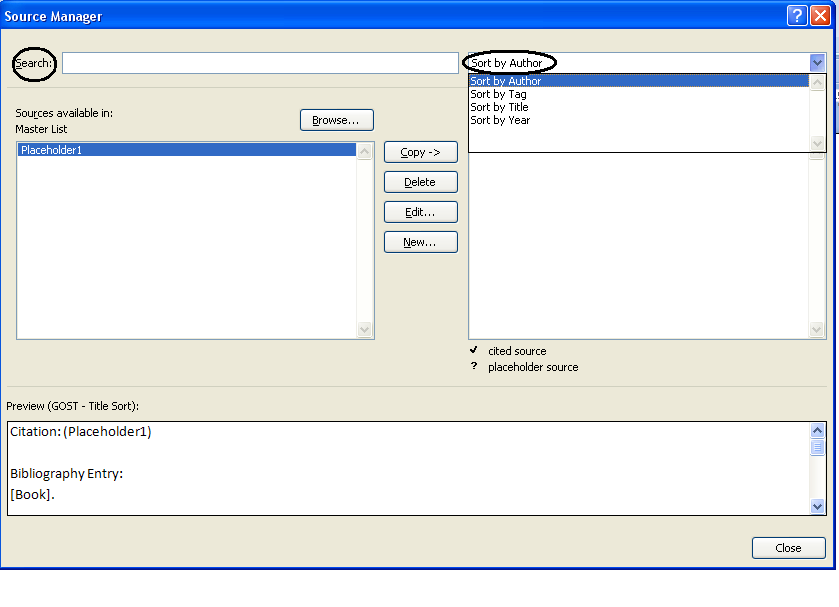 Source Manager
Search:
Sort by Author
Sort by Author
Sort by Tag
Sort by Title
Sort by Year
Sources available in:
Master List
Browse...
Placeholder1
Copy ->
Delete
Edit...
New...
cited source
? placeholder source
Preview (GOST - Title Sort):
Citation: (Placeholder1)
Bibliography Entry:
[Book].
Close